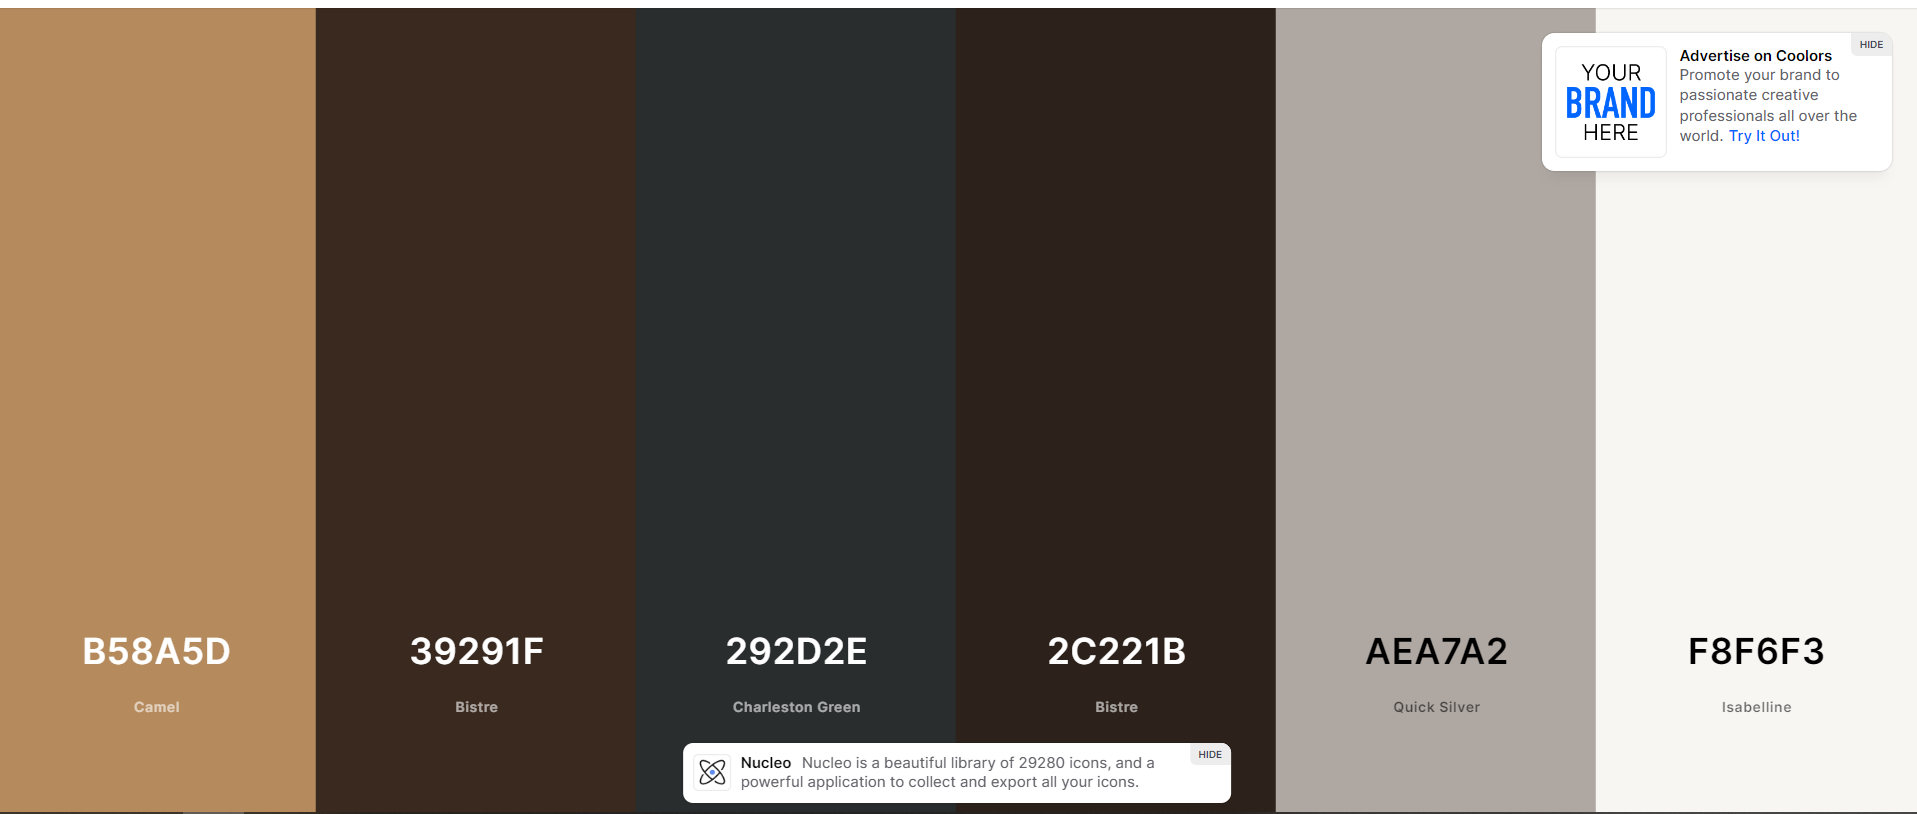 HIDE
YOUR
BRAND
HERE
Advertise on Coolors
Promote your brand to
passionate creative
professionals all over the
world. Try It Out!
B58A5D
Camel
39291F
Bistre
292D2E
Charleston Green
2C221B
Bistre
AEA7A2
Quick Silver
F8F6F3
Isabelline
HIDE
Nucleo Nucleo is a beautiful library of 29280 icons, and a
powerful application to collect and export all your icons.